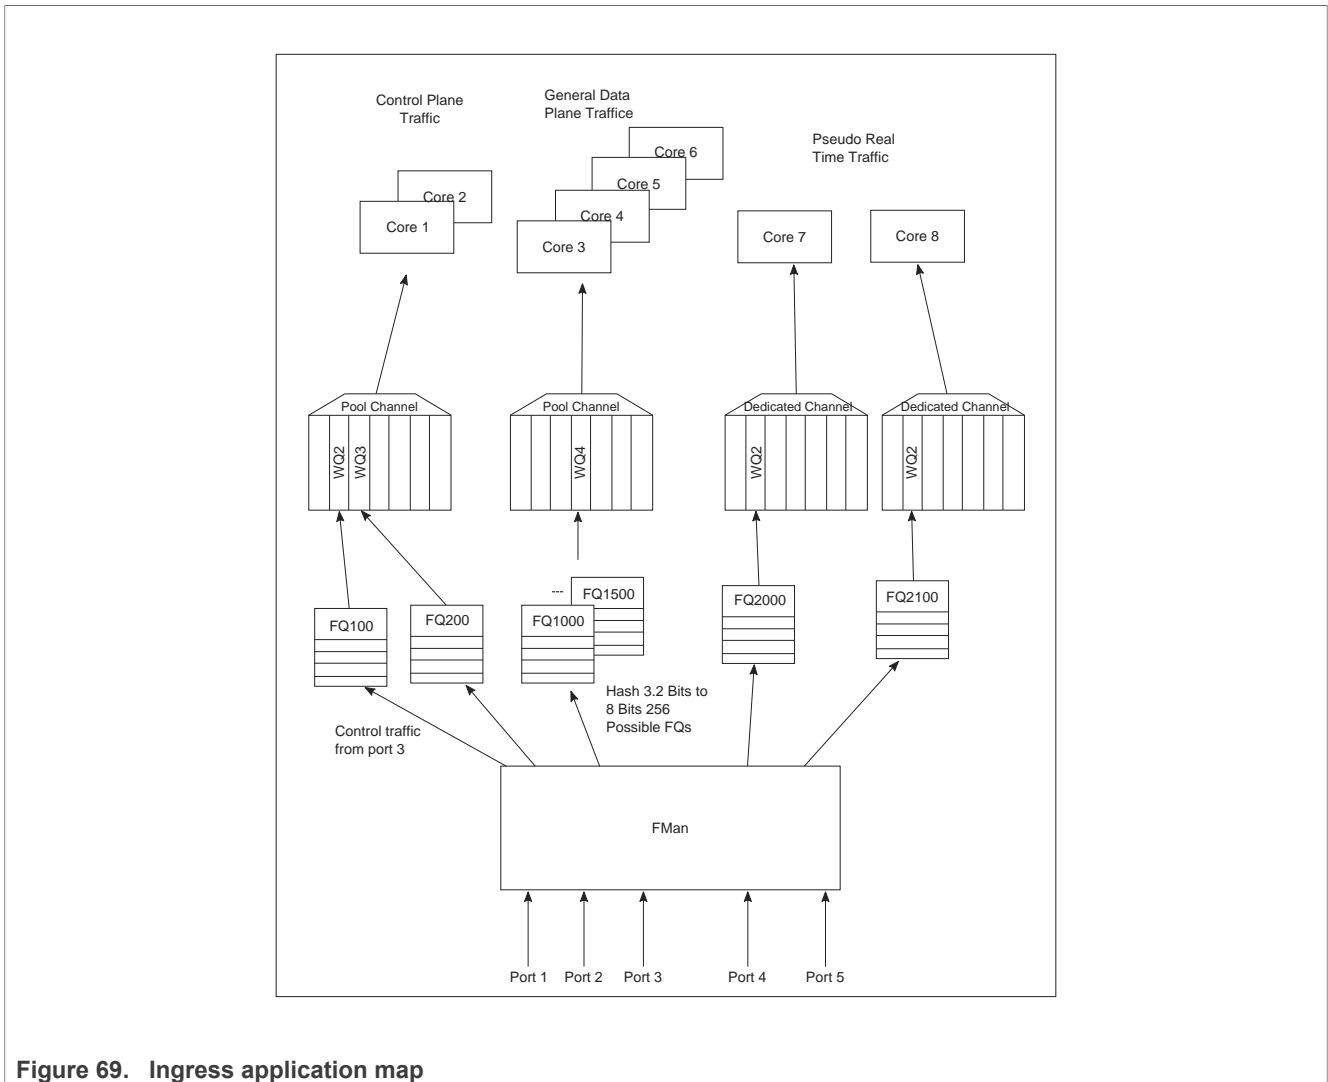 Control Plane
Traffic
General Data
Plane Traffice
Pseudo Real
Time Traffic
Core 6
Core 5
Core 4
Core 3
Core 2
Core 1
Core 7
Core 8
Pool Channel
Pool Channel
Dedicated Channel
Dedicated Channel
WQ2
WQ3
WQ4
WQ2
WQ2
FQ100
FQ200
---
FQ1500
FQ1000
FQ2000
FQ2100
Hash 3.2 Bits to
8 Bits 256
Possible FQs
Control traffic
from port 3
FMan
Port 1
Port 2
Port 3
Port 4
Port 5
Figure 69. Ingress application map